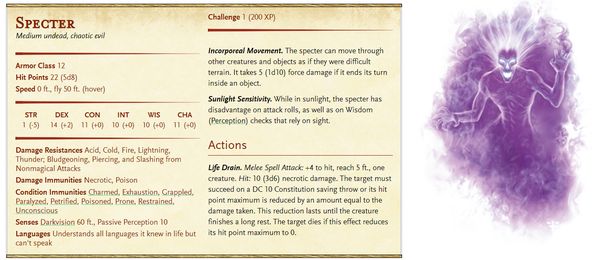 Specter
Medium undead, chaotic evil
Armor Class 12
Hit Points 22 (5d8)
Speed 0 ft., fly 50 ft. (hover)
STR DEX CON INT WIS CHA
1 (-5) 14 (+2) 11 (+0) 10 (+0) 10 (+0) 11 (+0)
Damage Resistances Acid, Cold, Fire, Lightning,
Thunder; Bludgeoning, Piercing, and Slashing from
Nonmagical Attacks
Damage Immunities Necrotic, Poison
Condition Immunities Charmed, Exhaustion, Grappled,
Paralyzed, Petrified, Poisoned, Prone, Restrained,
Unconscious
Senses Darkvision 60 ft., Passive Perception 10
Languages Understands all languages it knew in life but
can't speak
Challenge 1 (200 XP)
Incorporeal Movement. The specter can move through
other creatures and objects as if they were difficult
terrain. It takes 5 (1d10) force damage if it ends its turn
inside an object.
Sunlight Sensitivity. While in sunlight, the specter has
disadvantage on attack rolls, as well as on Wisdom
(Perception) checks that rely on sight.
Actions
Life Drain. Melee Spell Attack: +4 to hit, reach 5 ft., one
creature. Hit: 10 (3d6) necrotic damage. The target must
succeed on a DC 10 Constitution saving throw or its hit
point maximum is reduced by an amount equal to the
damage taken. This reduction lasts until the creature
finishes a long rest. The target dies if this effect reduces
its hit point maximum to 0.